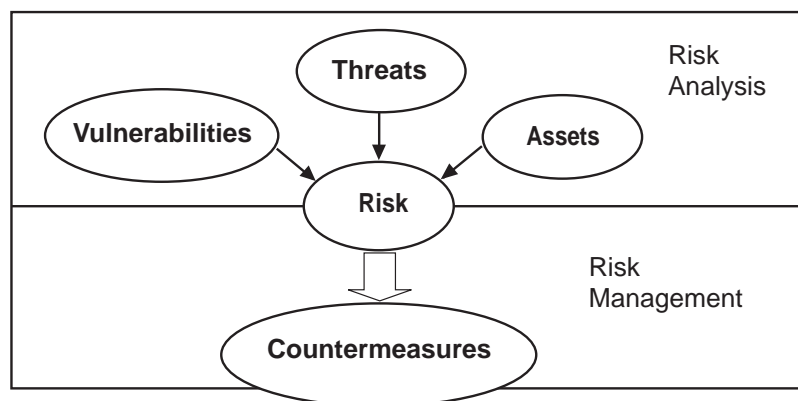 Threats
Risk
Analysis
Vulnerabilities
Assets
Risk
Risk
Management
Countermeasures